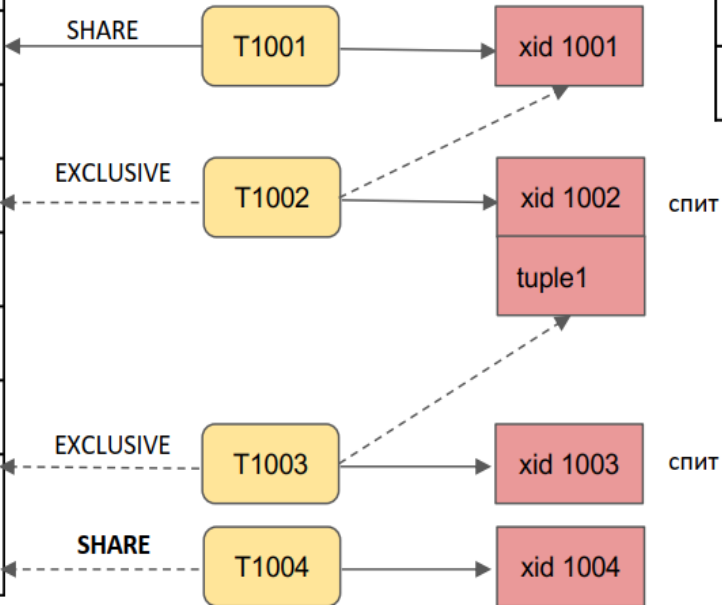 SHARE
T1001
xid 1001
EXCLUSIVE
T1002
xid 1002
спит
tuple1
EXCLUSIVE
T1003
xid 1003
спит
SHARE
T1004
xid 1004